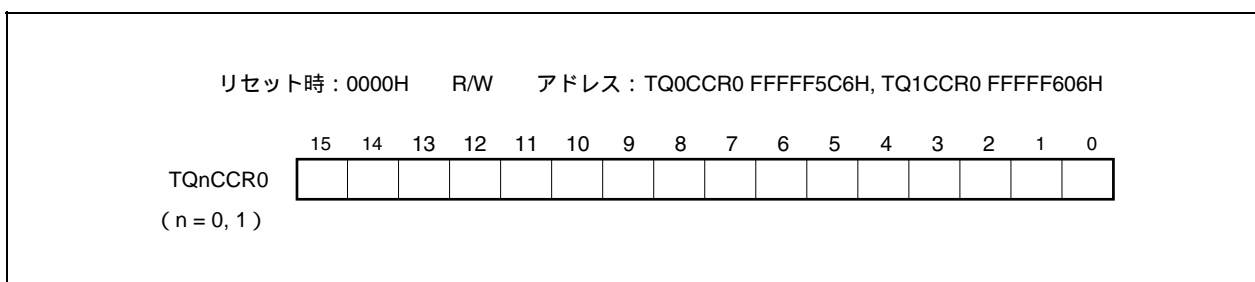 リセット時：0000H R/W アドレス：TQ0CCR0 FFFFF5C6H, TQ1CCR0 FFFFF606H
15 14 13 12 11 10 9 8 7 6 5 4 3 2 1 0
TQnCCR0
（n = 0, 1）